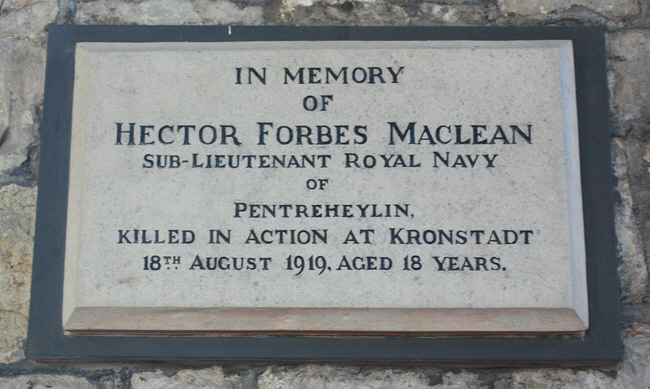 IN MEMORY
OF
HECTOR FORBES MACLEAN
SUB-LIEUTENANT ROYAL NAVY
OF
PENTREHEYLIN,
KILLED IN ACTION AT KRONSTADT
18TH AUGUST 1919, AGED 18 YEARS.